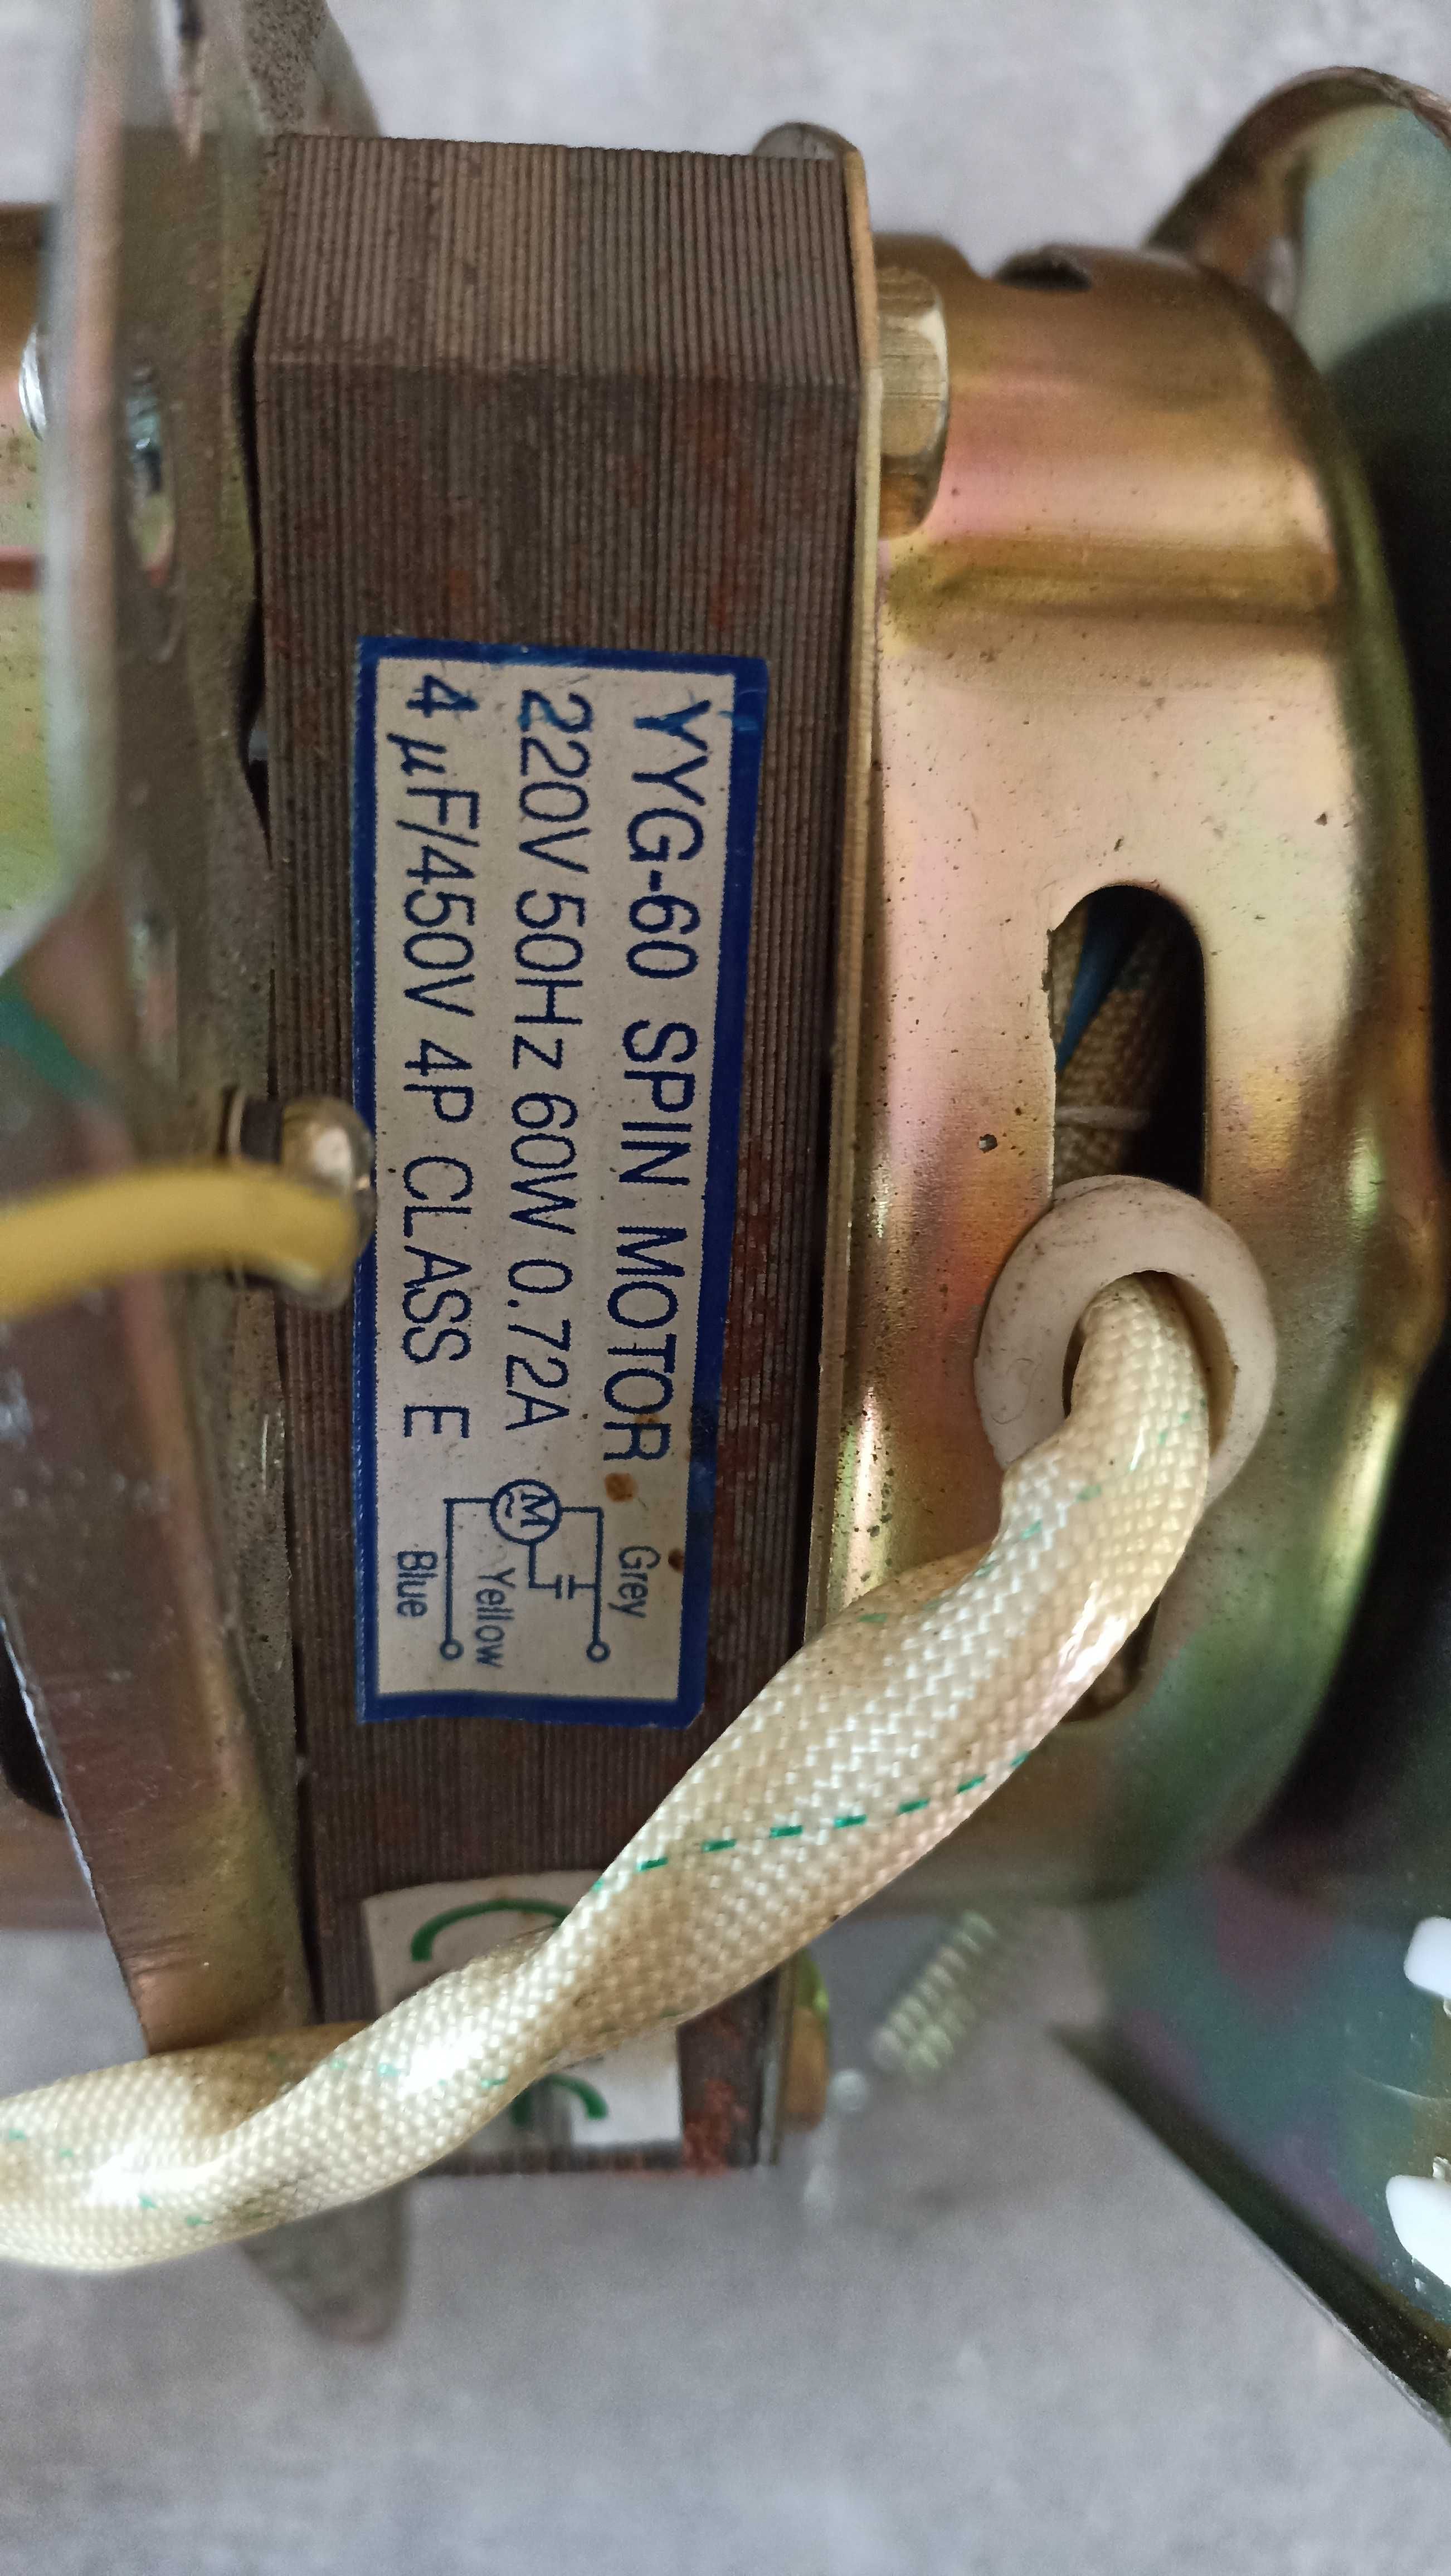 YYG-60 SPIN MOTOR
220V 50Hz 60W 0.72A
4 µF/450V 4P CLASS E
Grey
M
Yellow
Blue